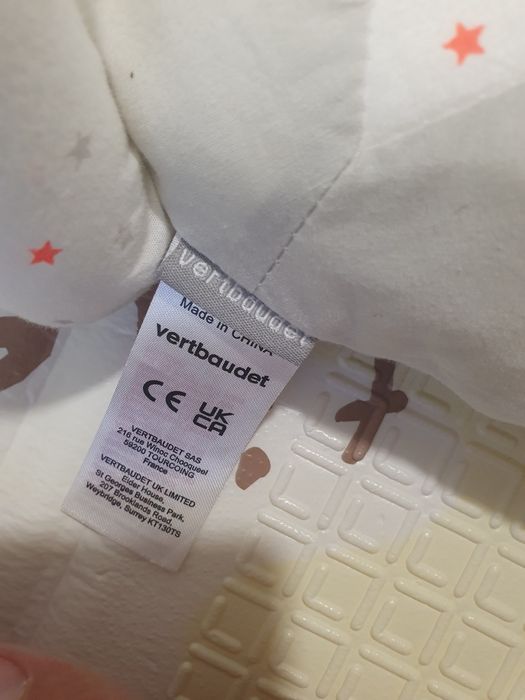 vertbaudet
Made in CHINA
vertbaudet
CE UK
CA
VERTBAUDET SAS
216 rue Winoc Chocqueel
59200 TOURCOING
France
VERTBAUDET UK LIMITED
Elder House,
St Georges Business Park,
207 Brooklands Road,
Weybridge, Surrey KT130TS